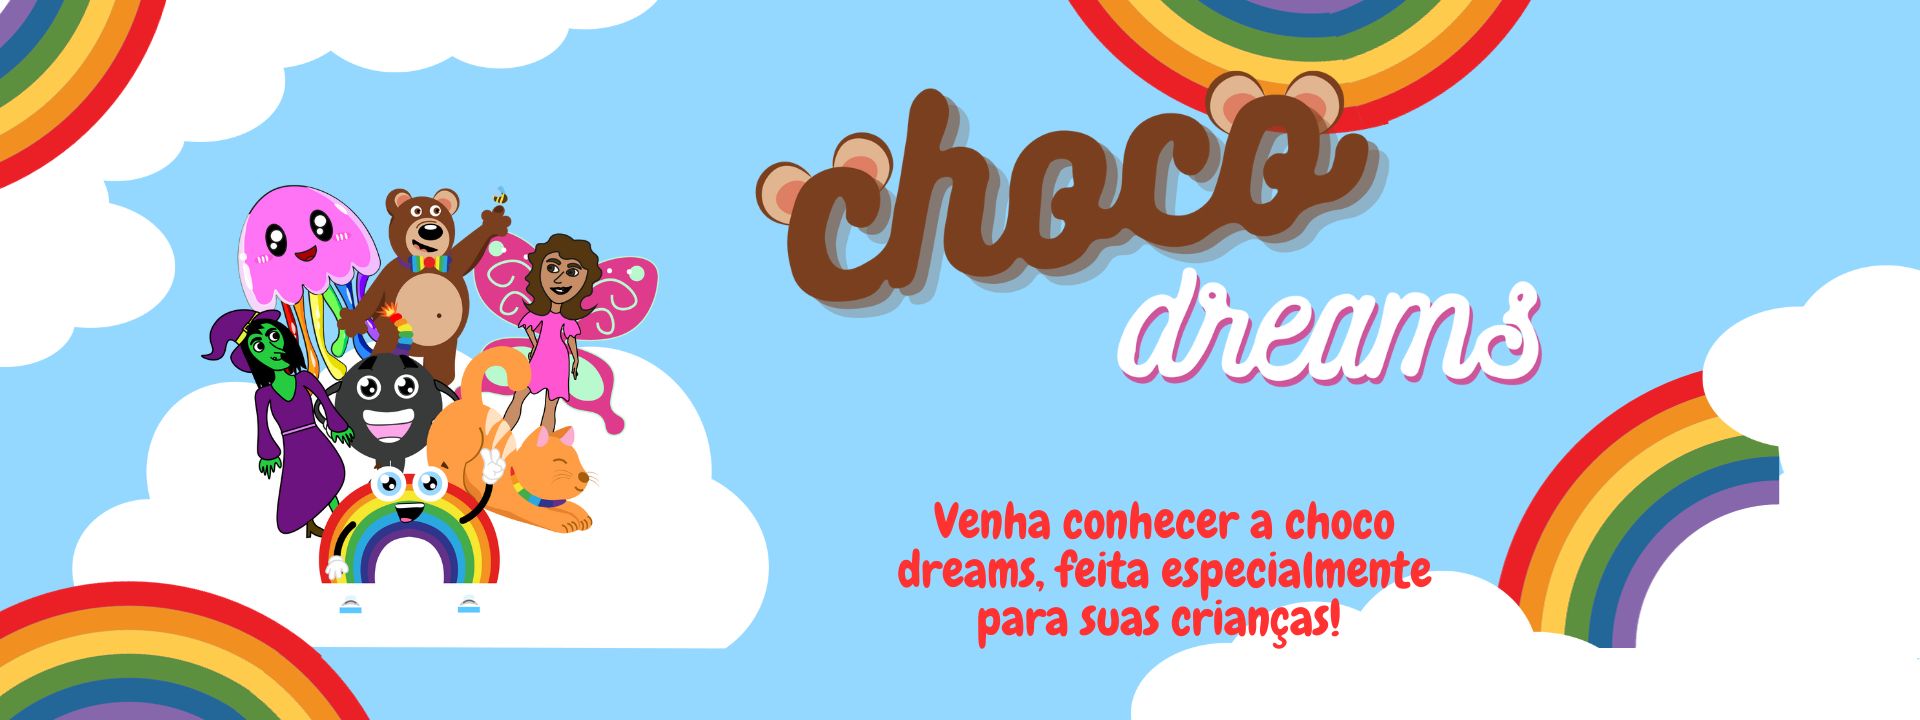 choco
dreams
Venha conhecer a choco
dreams, feita especialmente
para suas crianças!